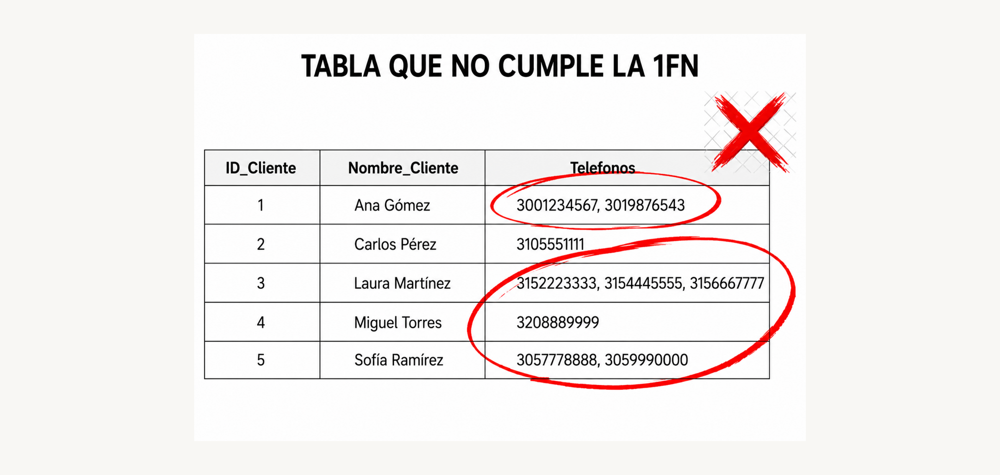 TABLA QUE NO CUMPLE LA 1FN
ID_Cliente Nombre_Cliente Telefonos
1 Ana Gómez 3001234567, 3019876543
2 Carlos Pérez 3105551111
3 Laura Martínez 3152223333, 3154445555, 3156667777
4 Miguel Torres 3208889999
5 Sofía Ramírez 3057778888, 3059990000